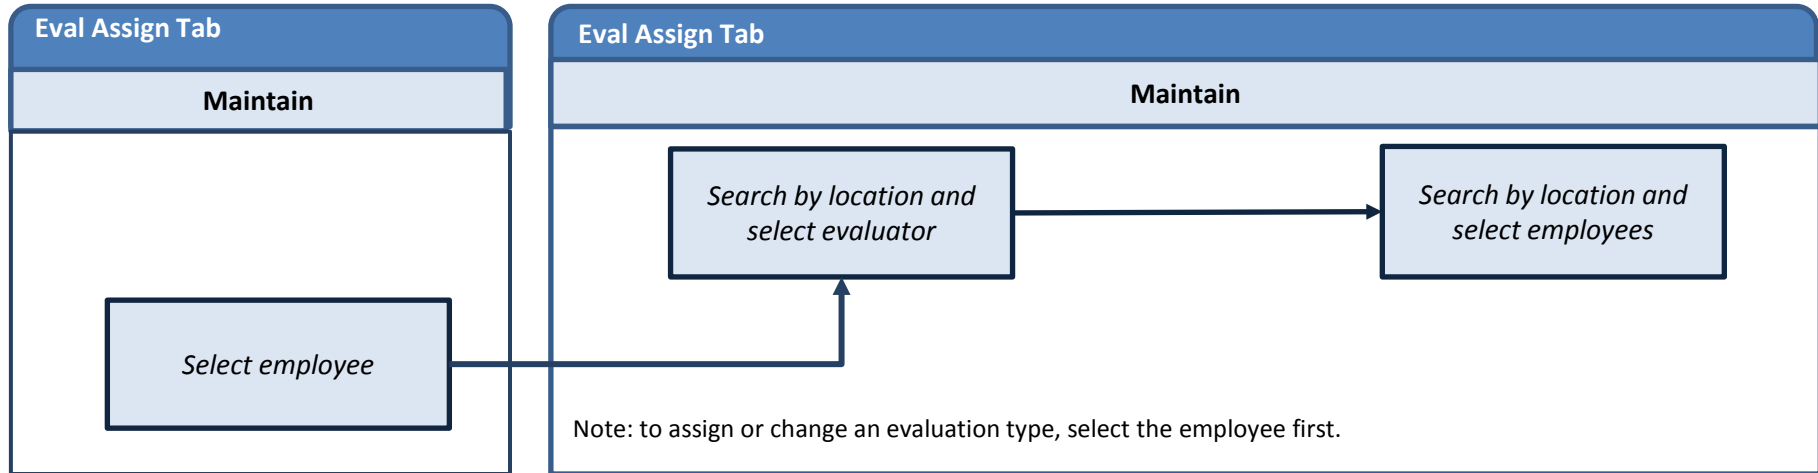 Eval Assign Tab
Maintain
Select employee
Eval Assign Tab
Maintain
Search by location and
select evaluator
Search by location and
select employees
Note: to assign or change an evaluation type, select the employee first.